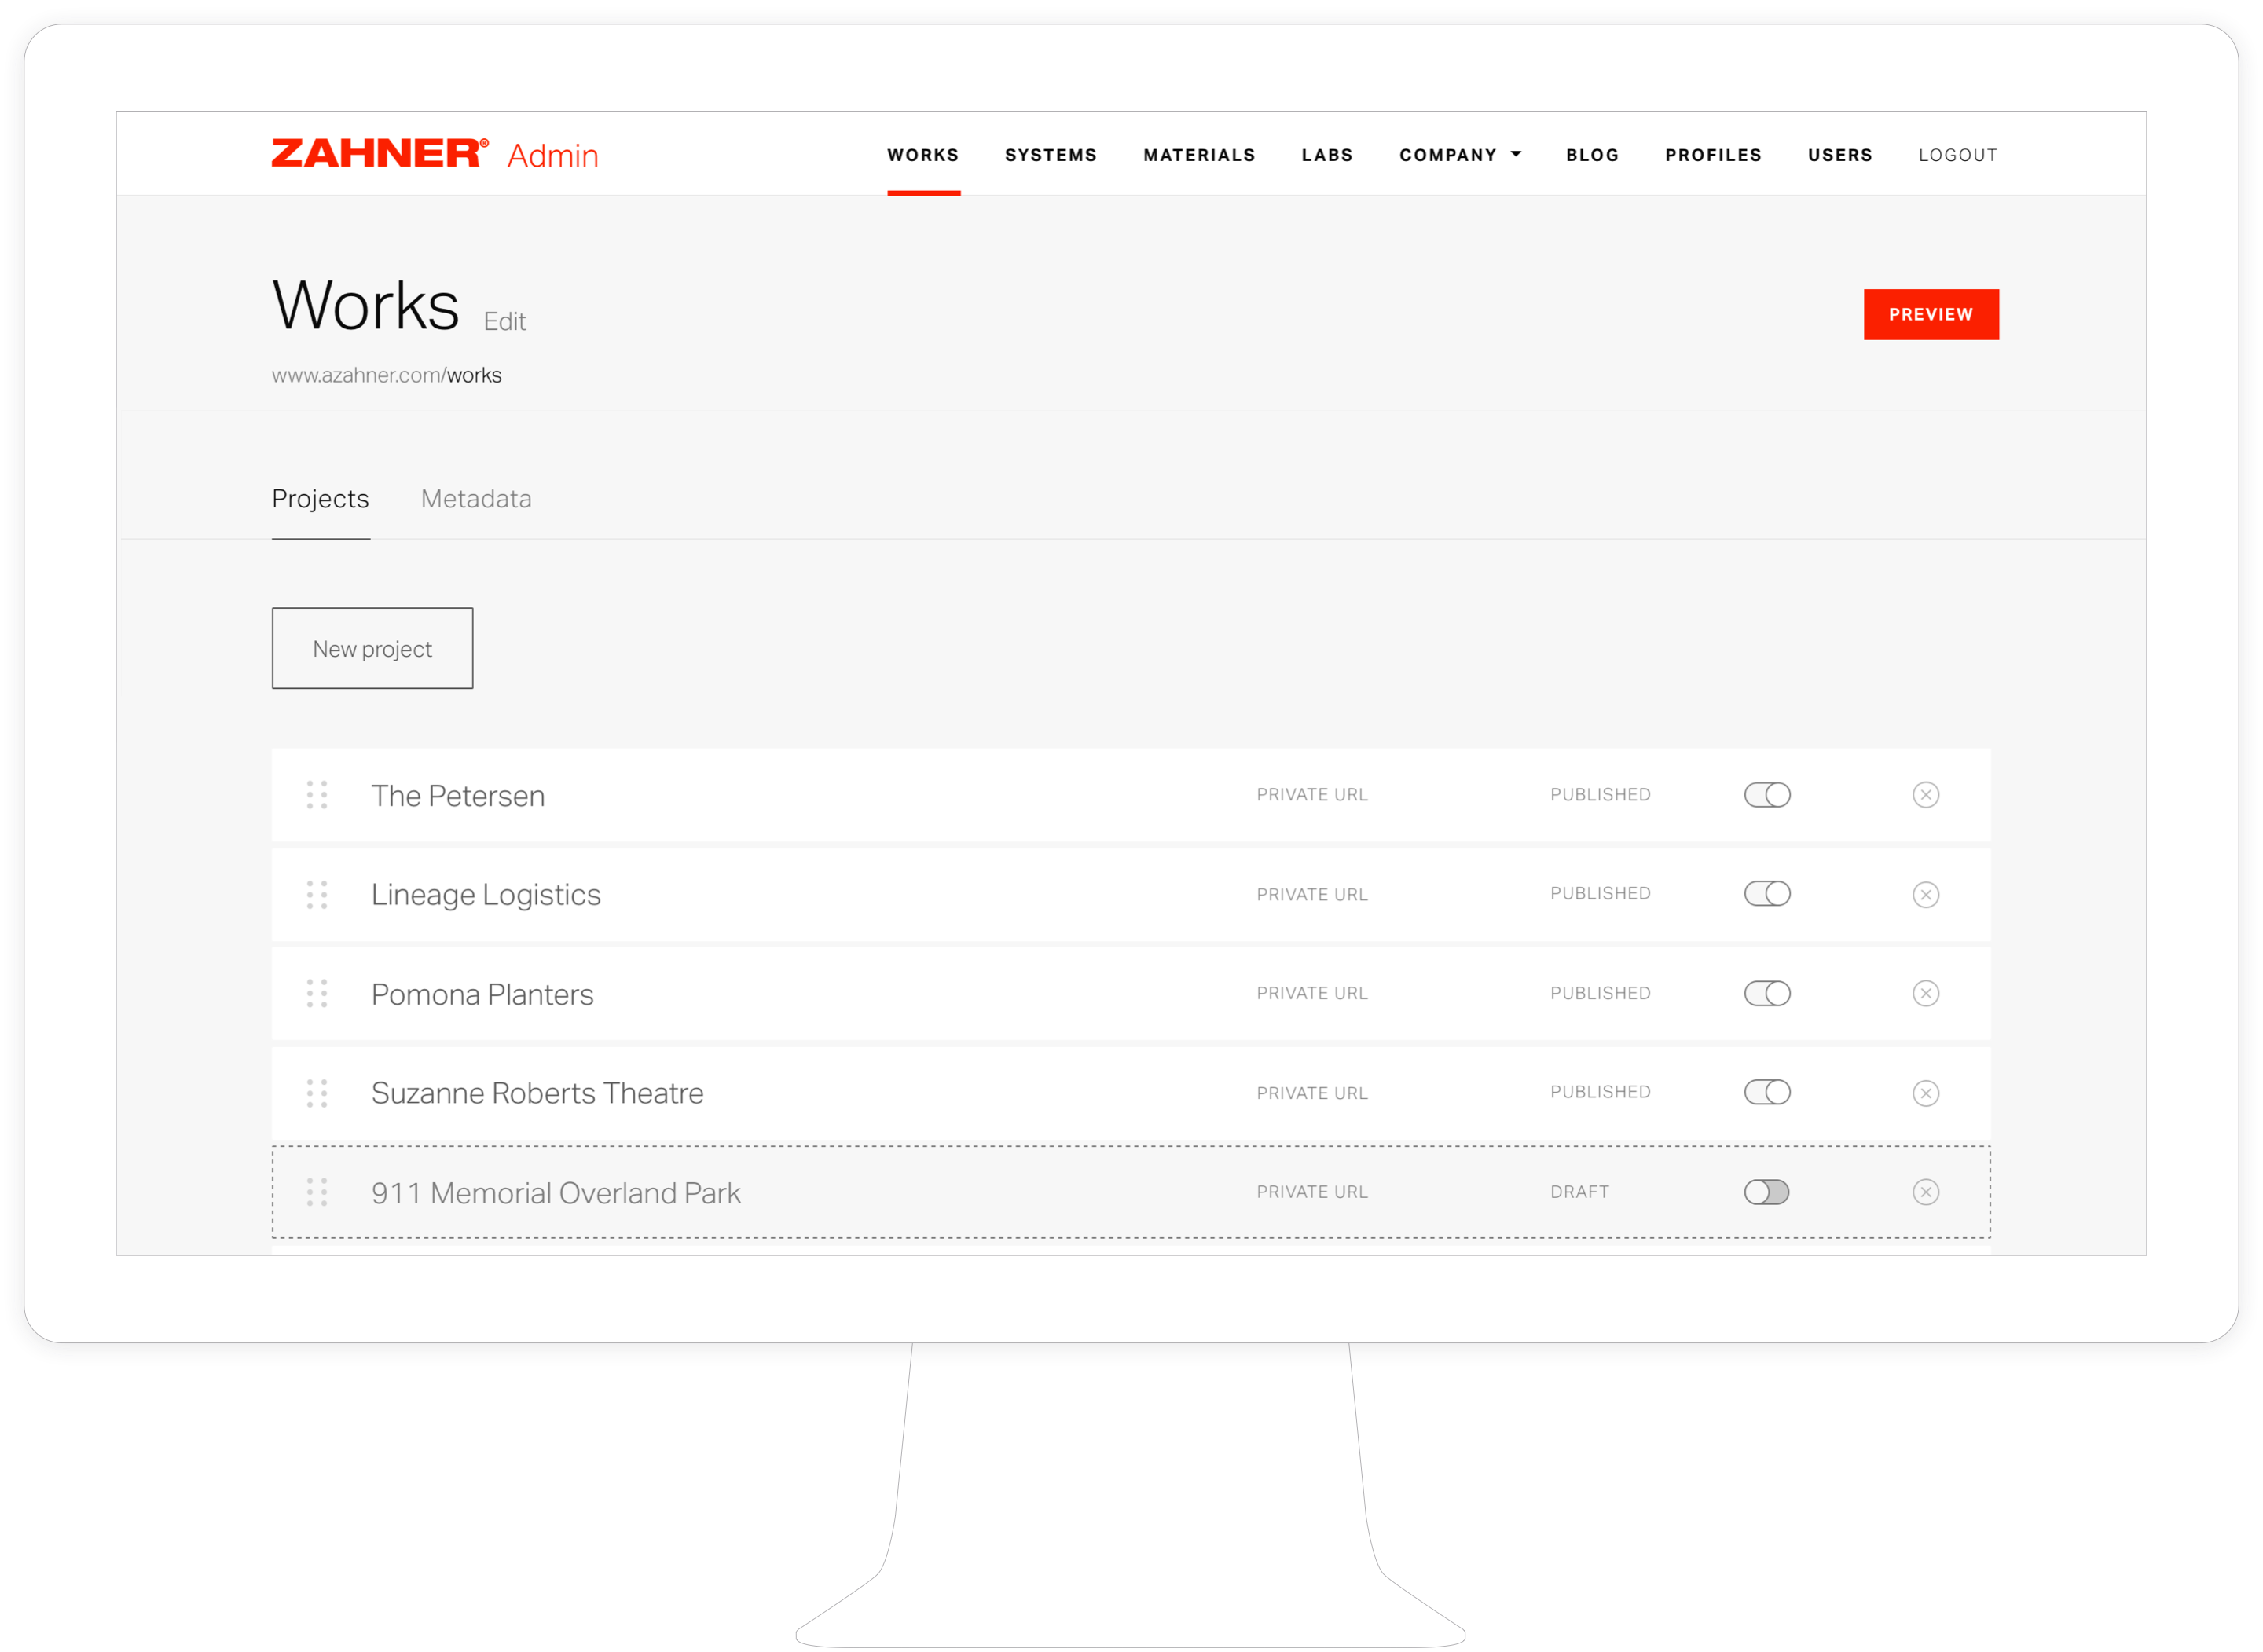 ZAHNER® Admin WORKS SYSTEMS MATERIALS LABS COMPANY BLOG PROFILES USERS LOGOUT
Works Edit PREVIEW
www.azahner.com/works
Projects Metadata
New project
The Petersen PRIVATE URL PUBLISHED
Lineage Logistics PRIVATE URL PUBLISHED
Pomona Planters PRIVATE URL PUBLISHED
Suzanne Roberts Theatre PRIVATE URL PUBLISHED
911 Memorial Overland Park PRIVATE URL DRAFT